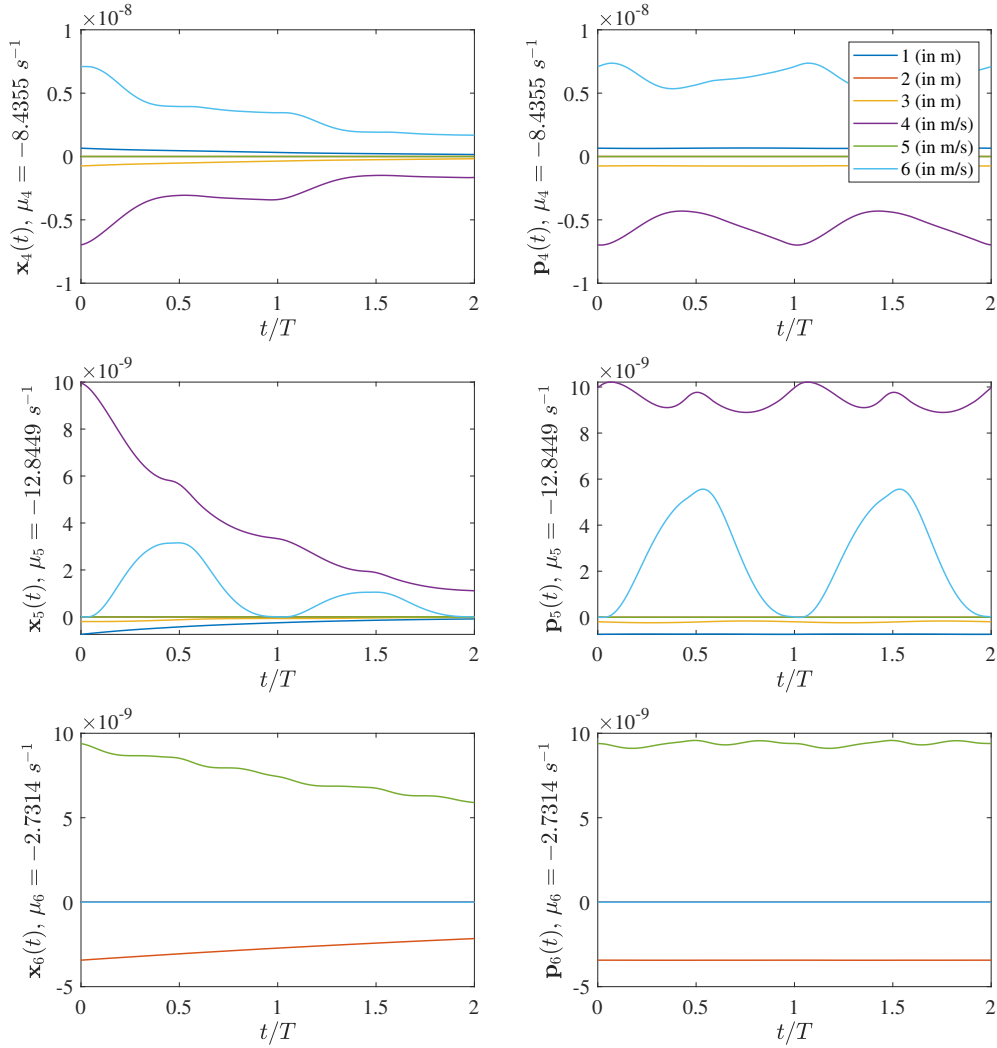 ×10⁻⁸
1
0.5
0
-0.5
-1
0 0.5 1 1.5 2
t/T
x₄(t), μ₄ = −8.4355 s⁻¹
×10⁻⁸
1
0.5
0
-0.5
-1
0 0.5 1 1.5 2
t/T
p₄(t), μ₄ = −8.4355 s⁻¹
1 (in m)
2 (in m)
3 (in m)
4 (in m/s)
5 (in m/s)
6 (in m/s)
×10⁻⁹
10
8
6
4
2
0
0 0.5 1 1.5 2
t/T
x₅(t), μ₅ = −12.8449 s⁻¹
×10⁻⁹
10
8
6
4
2
0
0 0.5 1 1.5 2
t/T
p₅(t), μ₅ = −12.8449 s⁻¹
×10⁻⁹
10
5
0
-5
0 0.5 1 1.5 2
t/T
x₆(t), μ₆ = −2.7314 s⁻¹
×10⁻⁹
10
5
0
-5
0 0.5 1 1.5 2
t/T
p₆(t), μ₆ = −2.7314 s⁻¹